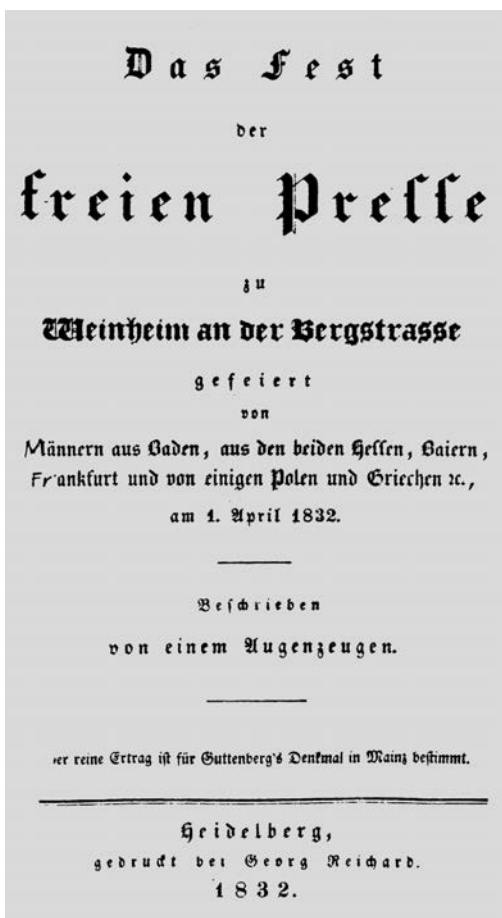 Das Fest
der
freien Presse
zu
Weinheim an der Bergstrasse
gefeiert
von
Männern aus Baden, aus den beiden Hessen, Baiern,
Frankfurt und von einigen Polen und Griechen ꝛc.,
am 1. April 1832.
Beschrieben
von einem Augenzeugen.
er reine Ertrag ist für Guttenberg's Denkmal in Mainz bestimmt.
Heidelberg,
gedruckt bei Georg Reichard.
1832.